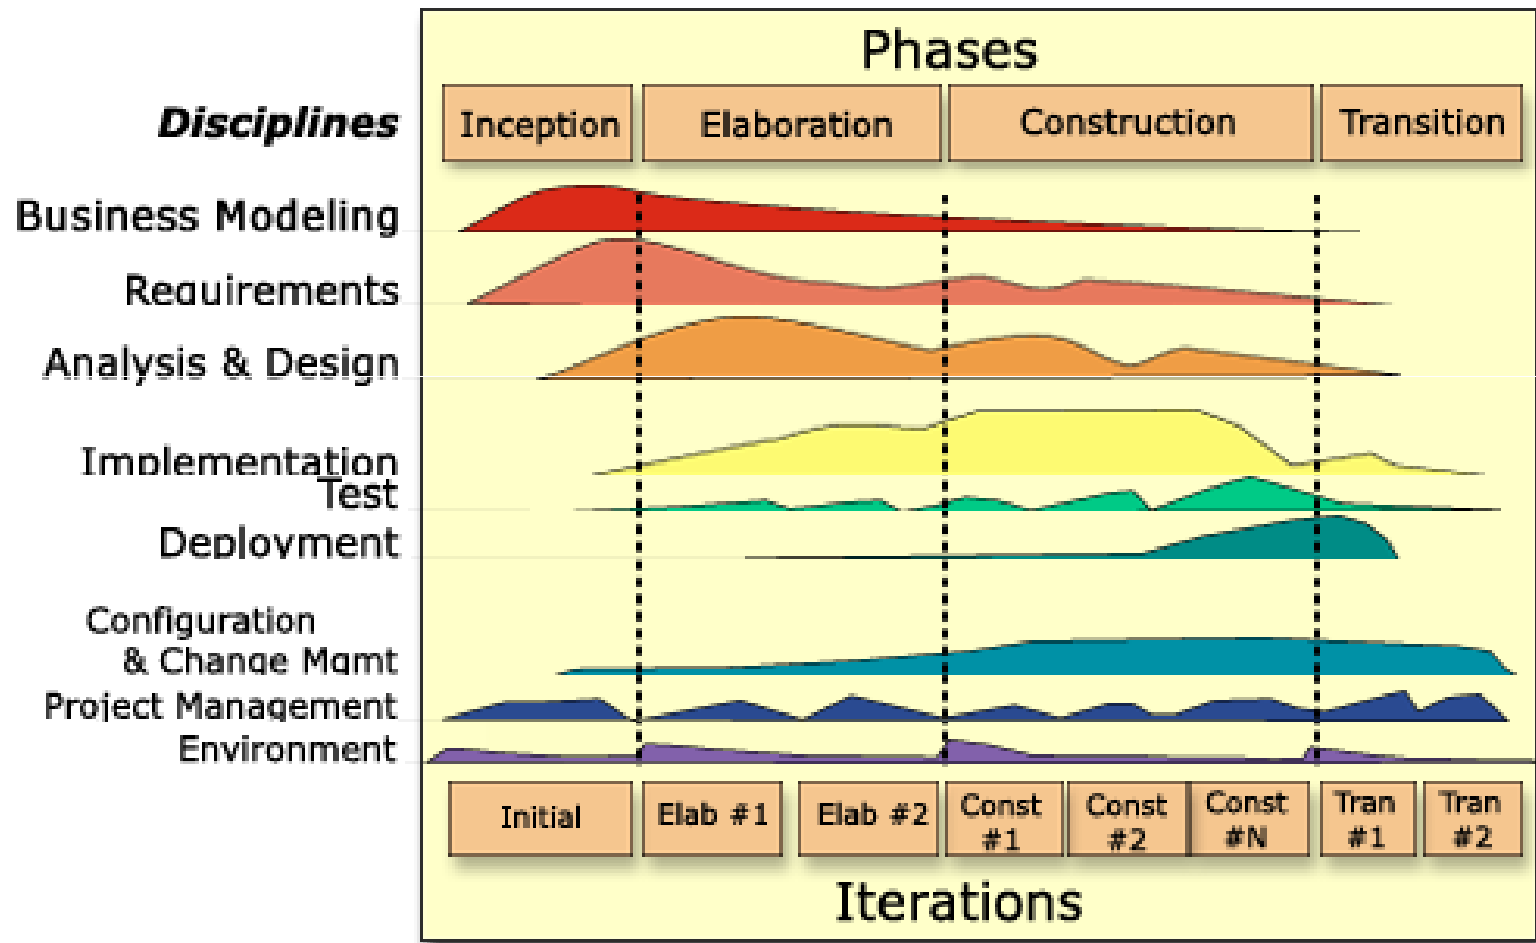 Phases
Disciplines
Inception
Elaboration
Construction
Transition
Business Modeling
Requirements
Analysis & Design
Implementation
Test
Deployment
Configuration
& Change Mgmt
Project Management
Environment
Initial
Elab #1
Elab #2
Const
#1
Const
#2
Const
#N
Tran
#1
Tran
#2
Iterations